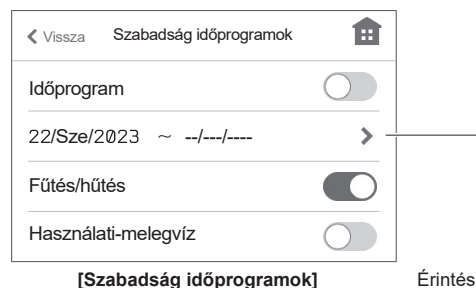 Vissza Szabadság időprogramok
Időprogram
22/Sze/2023 ~ --/---/----
Fűtés/hűtés
Használati-melegvíz
[Szabadság időprogramok] Érintés